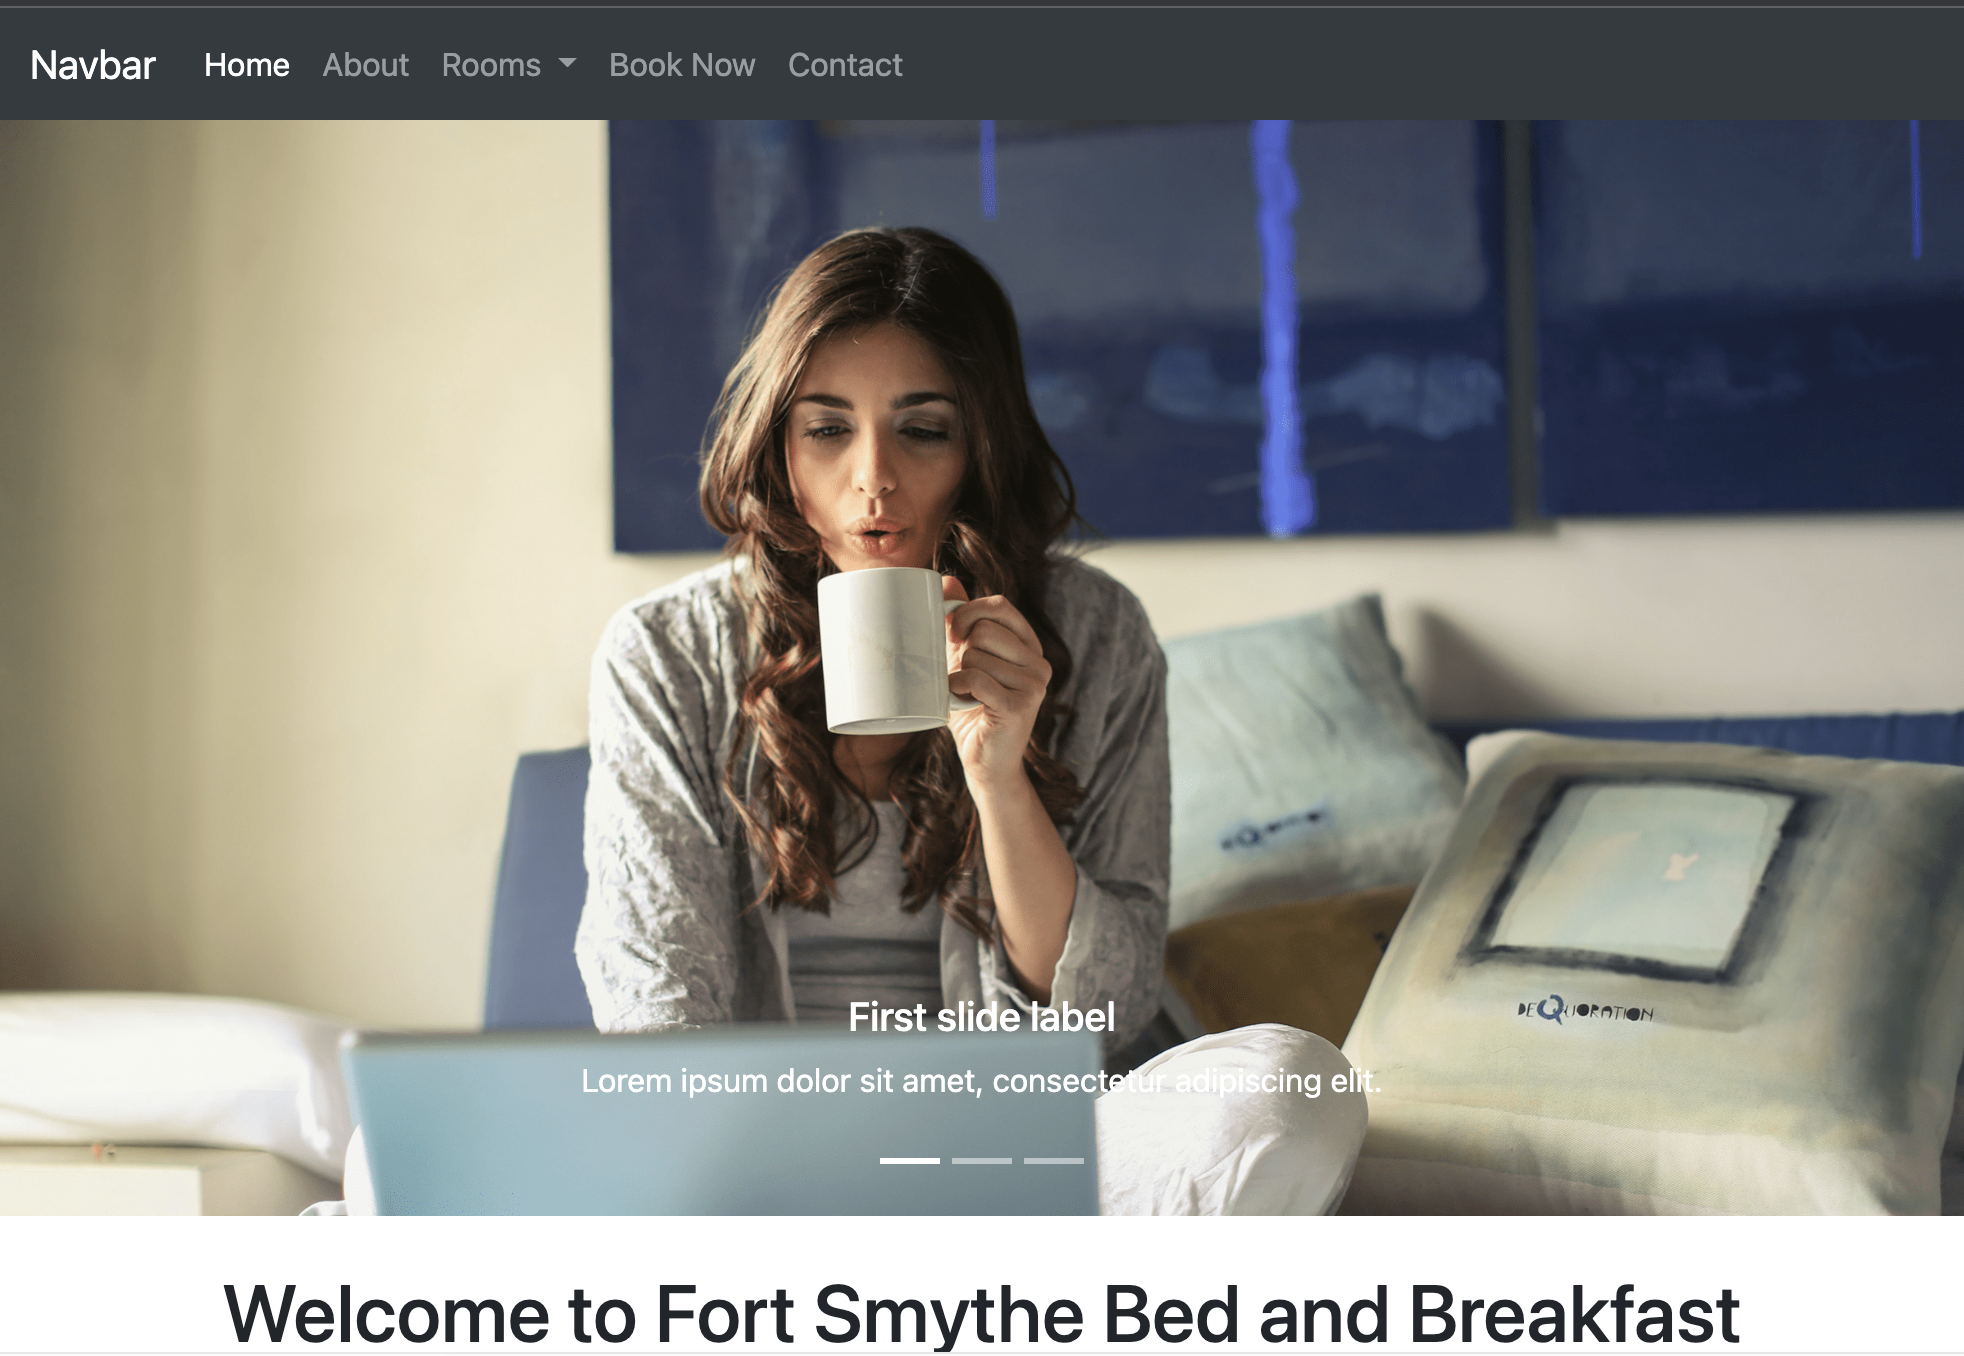 Navbar Home About Rooms Book Now Contact
DEQUORATION
First slide label
Lorem ipsum dolor sit amet, consectetur adipiscing elit.
Welcome to Fort Smythe Bed and Breakfast